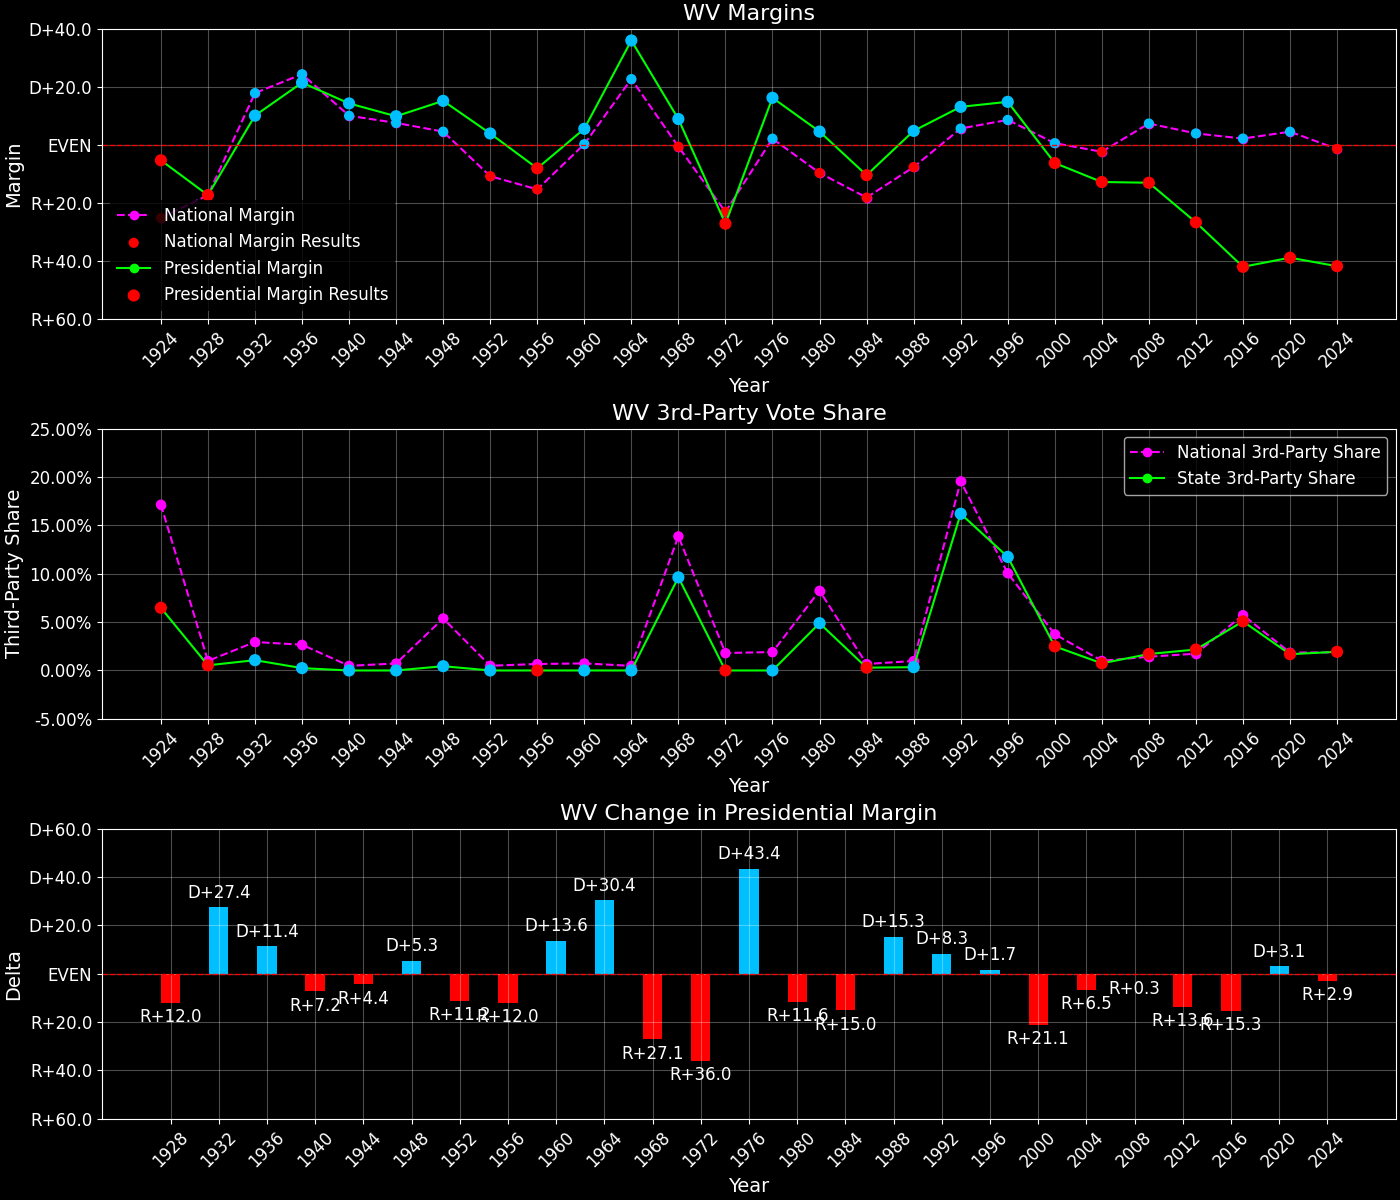 WV Margins
D+40.0
D+20.0
EVEN
R+20.0
R+40.0
R+60.0
Margin
National Margin
National Margin Results
Presidential Margin
Presidential Margin Results
1924 1928 1932 1936 1940 1944 1948 1952 1956 1960 1964 1968 1972 1976 1980 1984 1988 1992 1996 2000 2004 2008 2012 2016 2020 2024
Year
WV 3rd-Party Vote Share
25.00%
20.00%
15.00%
10.00%
5.00%
0.00%
-5.00%
Third-Party Share
National 3rd-Party Share
State 3rd-Party Share
1924 1928 1932 1936 1940 1944 1948 1952 1956 1960 1964 1968 1972 1976 1980 1984 1988 1992 1996 2000 2004 2008 2012 2016 2020 2024
Year
WV Change in Presidential Margin
D+60.0
D+40.0
D+20.0
EVEN
R+20.0
R+40.0
R+60.0
Delta
R+12.0
D+27.4
D+11.4
R+7.2
R+4.4
D+5.3
R+11.2
R+12.0
D+13.6
D+30.4
R+27.1
R+36.0
D+43.4
R+11.6
R+15.0
D+15.3
D+8.3
D+1.7
R+21.1
R+6.5
R+0.3
R+13.6
R+15.3
D+3.1
R+2.9
1928 1932 1936 1940 1944 1948 1952 1956 1960 1964 1968 1972 1976 1980 1984 1988 1992 1996 2000 2004 2008 2012 2016 2020 2024
Year